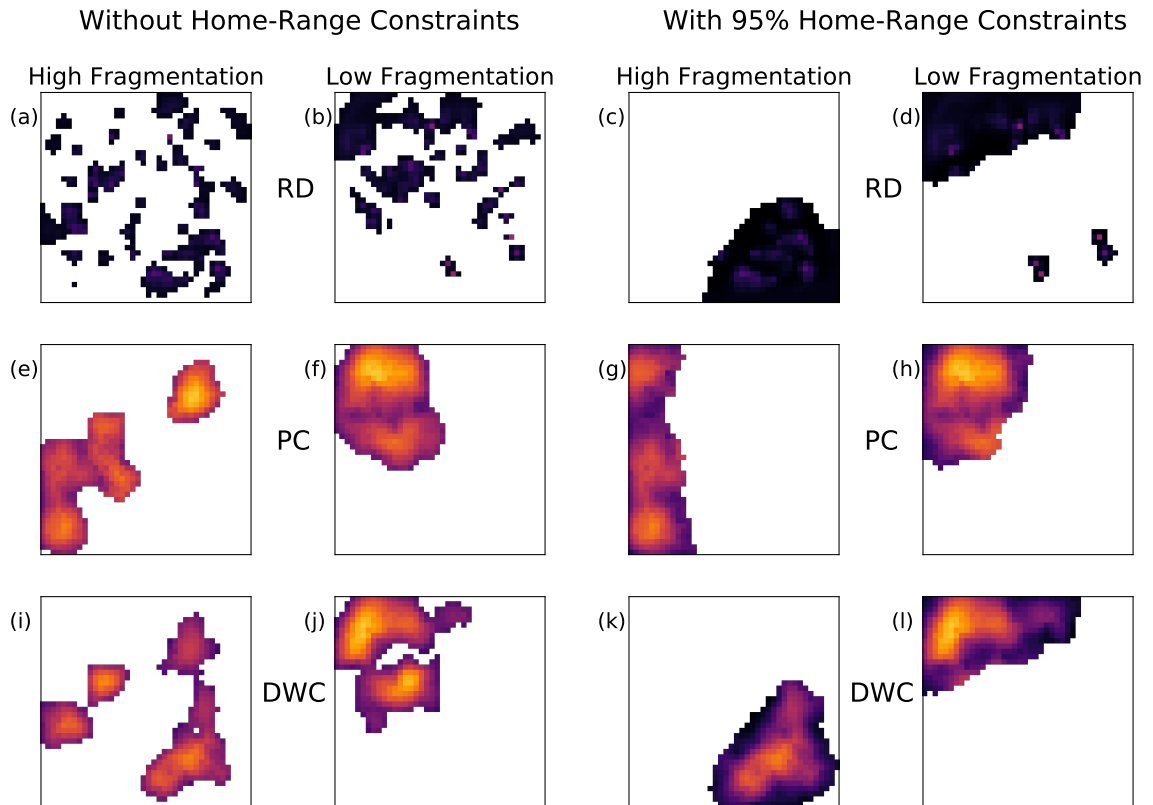 Without Home-Range Constraints
With 95% Home-Range Constraints
High Fragmentation
Low Fragmentation
High Fragmentation
Low Fragmentation
(a)
(b)
(c)
(d)
RD
RD
(e)
(f)
(g)
(h)
PC
PC
(i)
(j)
(k)
(l)
DWC
DWC